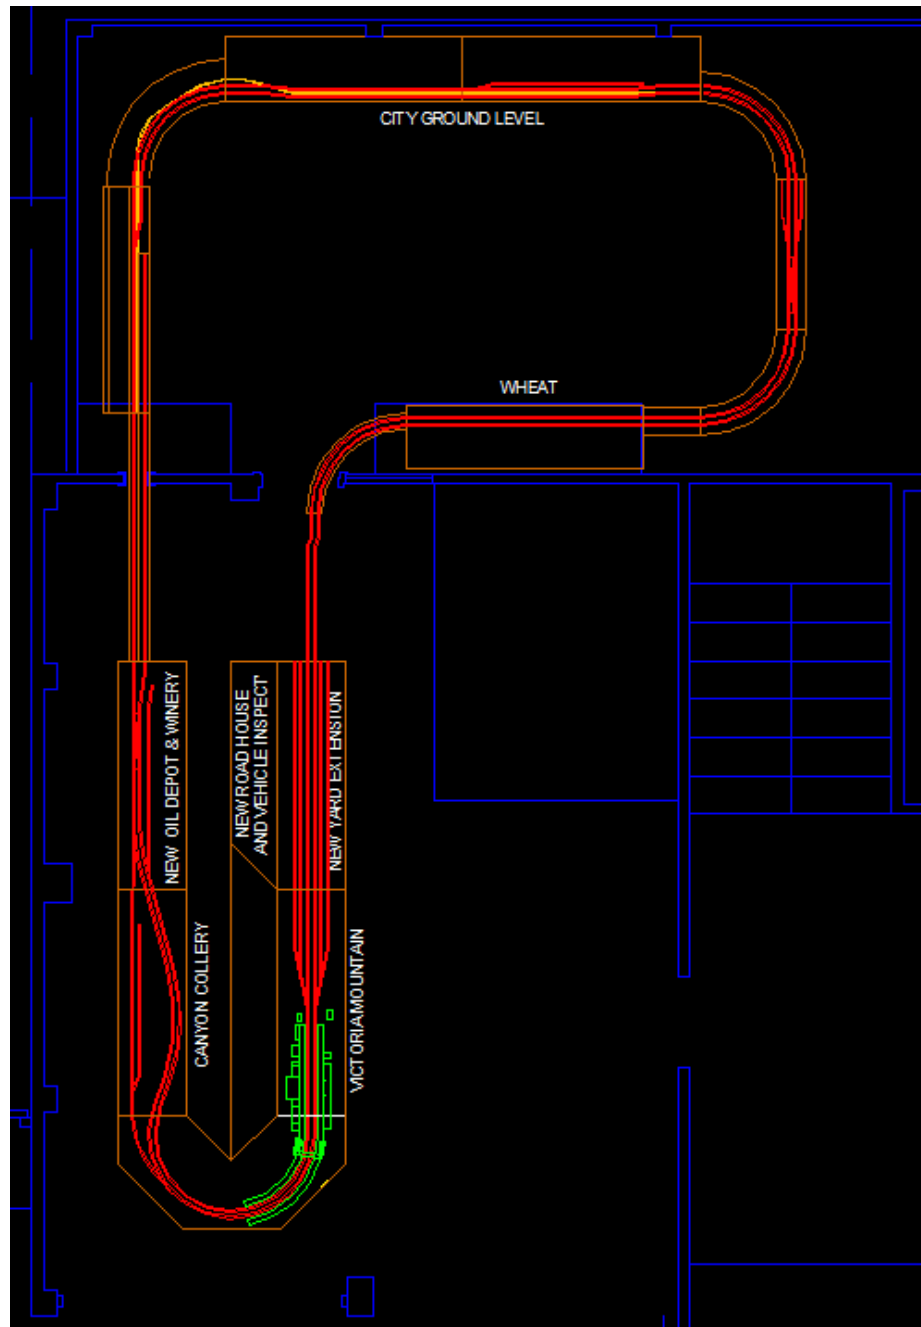 CITY GROUND LEVEL
WHEAT
NEW OIL DEPOT & WINERY
NEW ROAD HOUSE
AND VEHICLE INSPECT
NEW YARD EXTENSION
CANYON COLLERY
VICTORIA MOUNTAIN